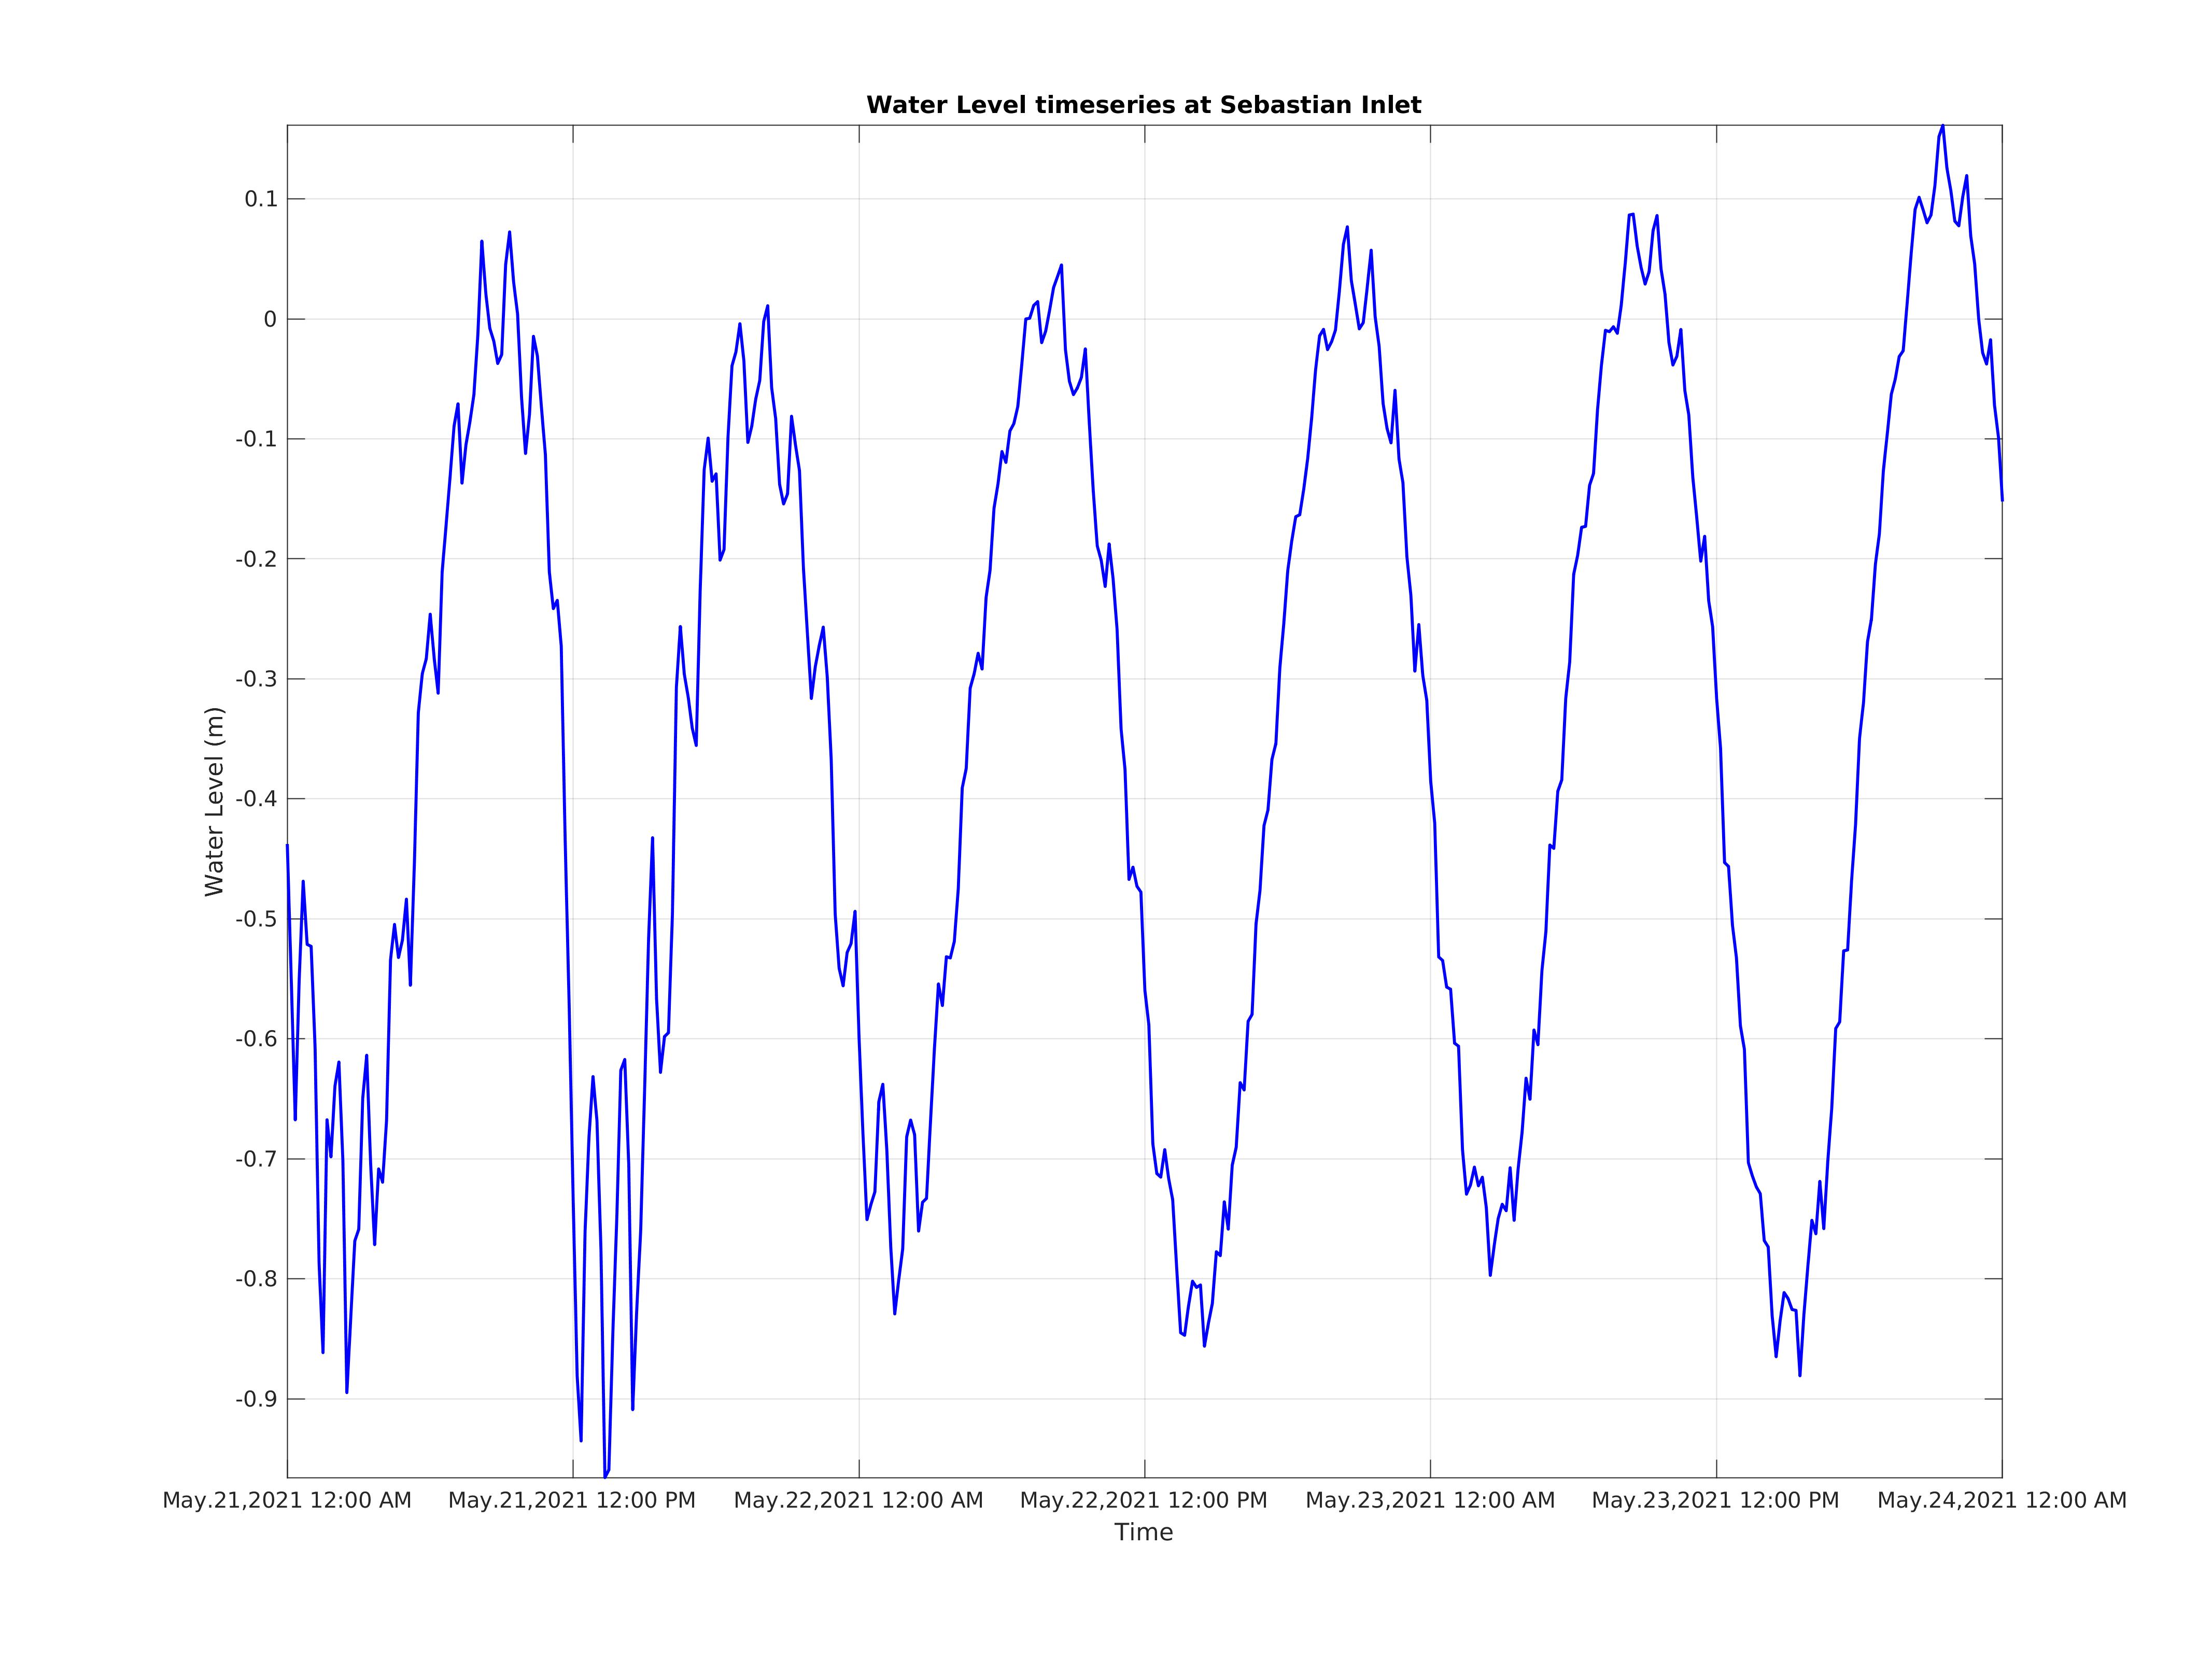 Water Level timeseries at Sebastian Inlet
0.1
0
-0.1
-0.2
-0.3
-0.4
-0.5
-0.6
-0.7
-0.8
-0.9
Water Level (m)
May.21,2021 12:00 AM
May.21,2021 12:00 PM
May.22,2021 12:00 AM
May.22,2021 12:00 PM
May.23,2021 12:00 AM
May.23,2021 12:00 PM
May.24,2021 12:00 AM
Time